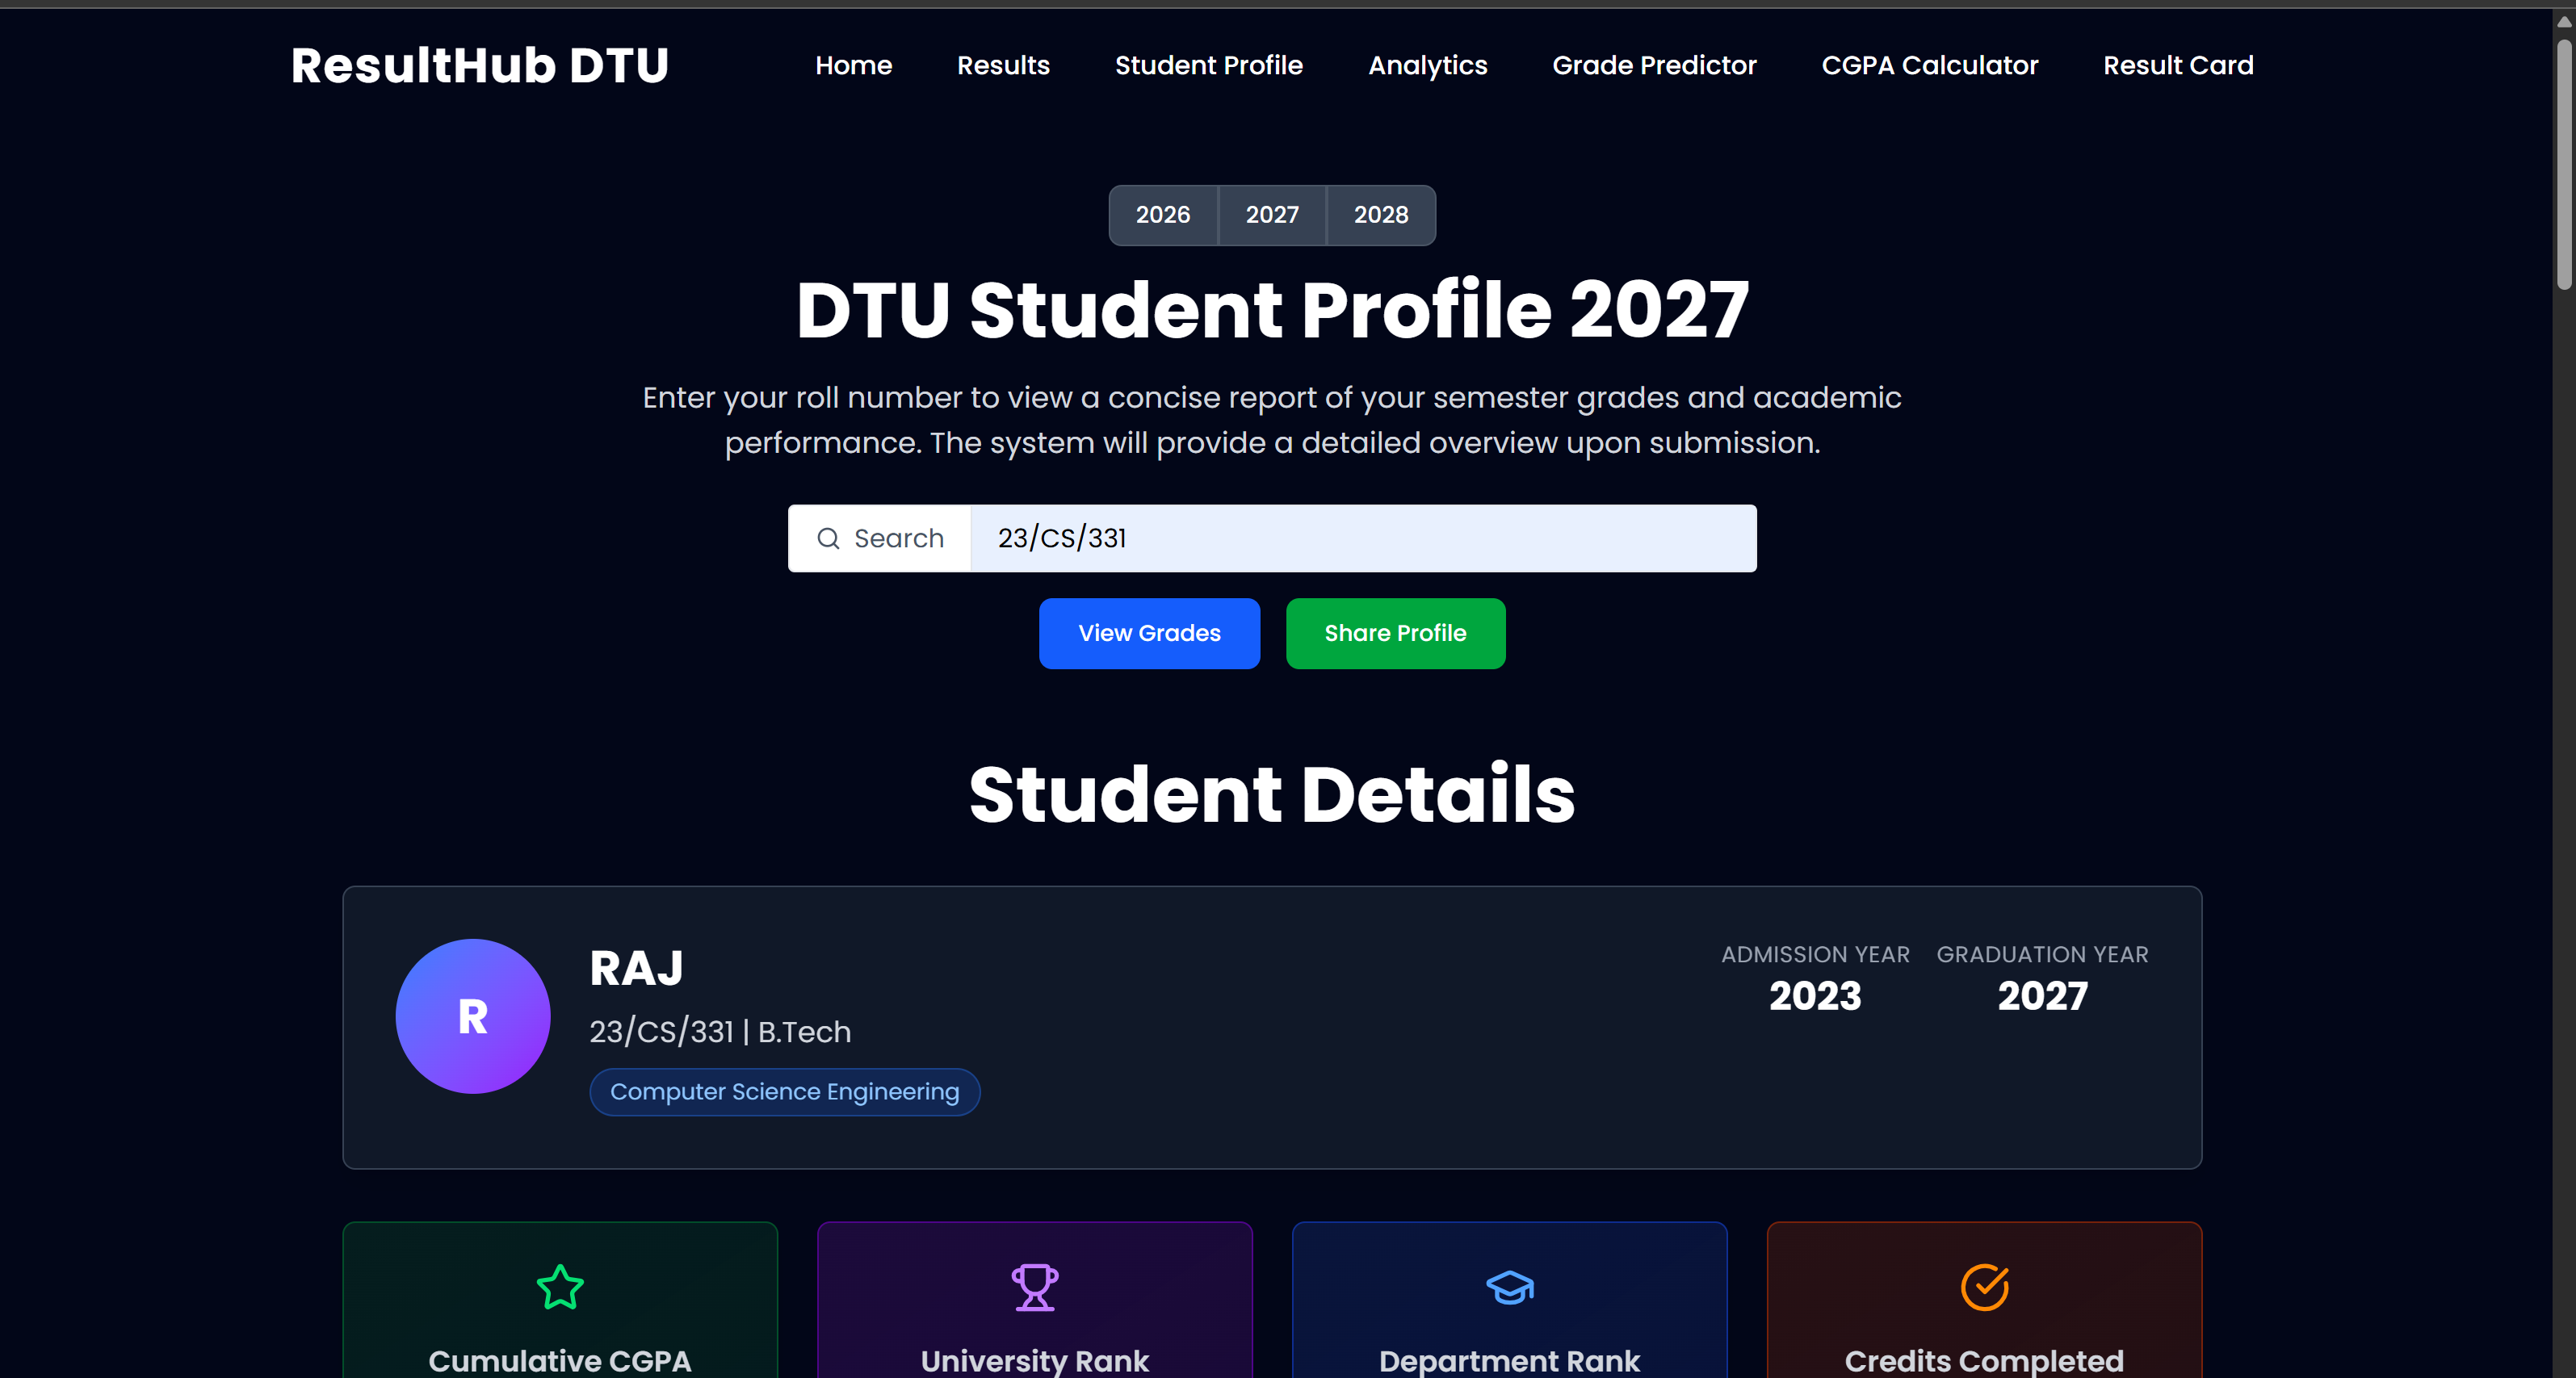 ResultHub DTU
Home
Results
Student Profile
Analytics
Grade Predictor
CGPA Calculator
Result Card
2026
2027
2028
DTU Student Profile 2027
Enter your roll number to view a concise report of your semester grades and academic
performance. The system will provide a detailed overview upon submission.
Search
23/CS/331
View Grades
Share Profile
Student Details
R
RAJ
23/CS/331 | B.Tech
Computer Science Engineering
ADMISSION YEAR
2023
GRADUATION YEAR
2027
Cumulative CGPA
University Rank
Department Rank
Credits Completed